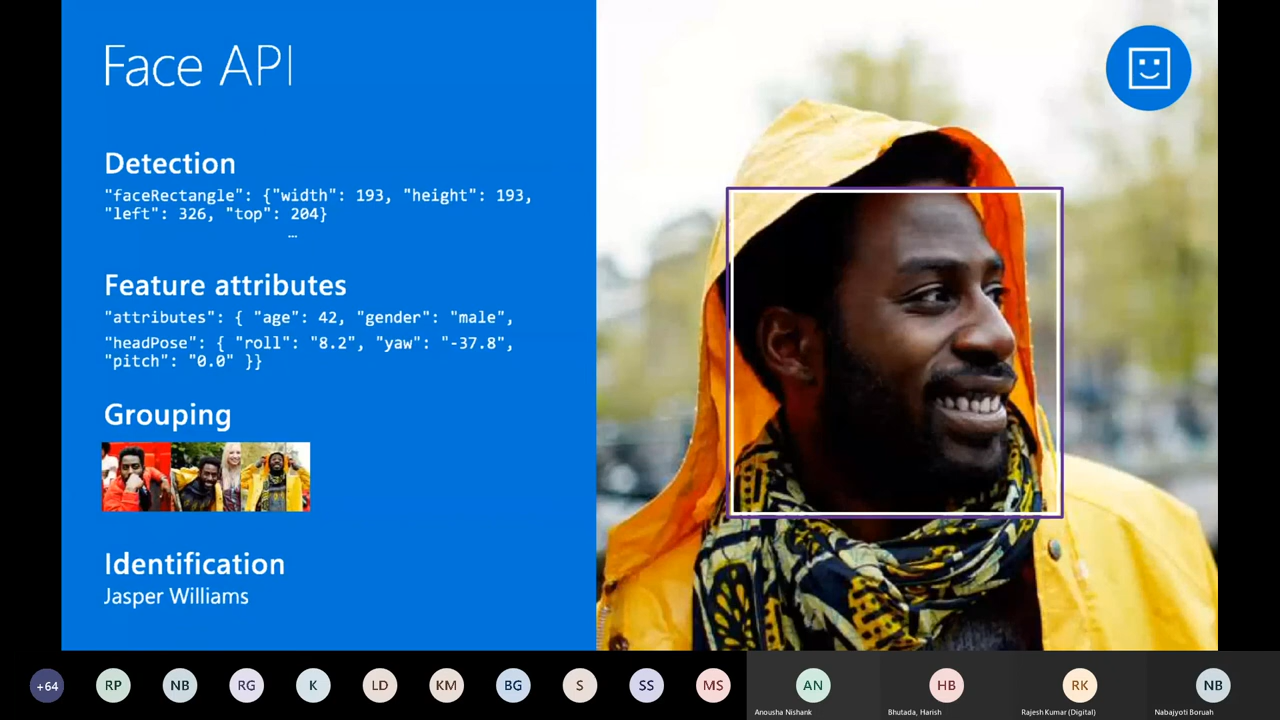 Face API
Detection
"faceRectangle": {"width": 193, "height": 193,
"left": 326, "top": 204}
…
Feature attributes
"attributes": { "age": 42, "gender": "male",
"headPose": { "roll": "8.2", "yaw": "-37.8",
"pitch": "0.0" }}
Grouping
Identification
Jasper Williams
+64 RP NB RG K LD KM BG S SS MS AN HB RK NB
Anousha Nishank Bhutada, Harish Rajesh Kumar (Digital) Nabajyoti Boruah